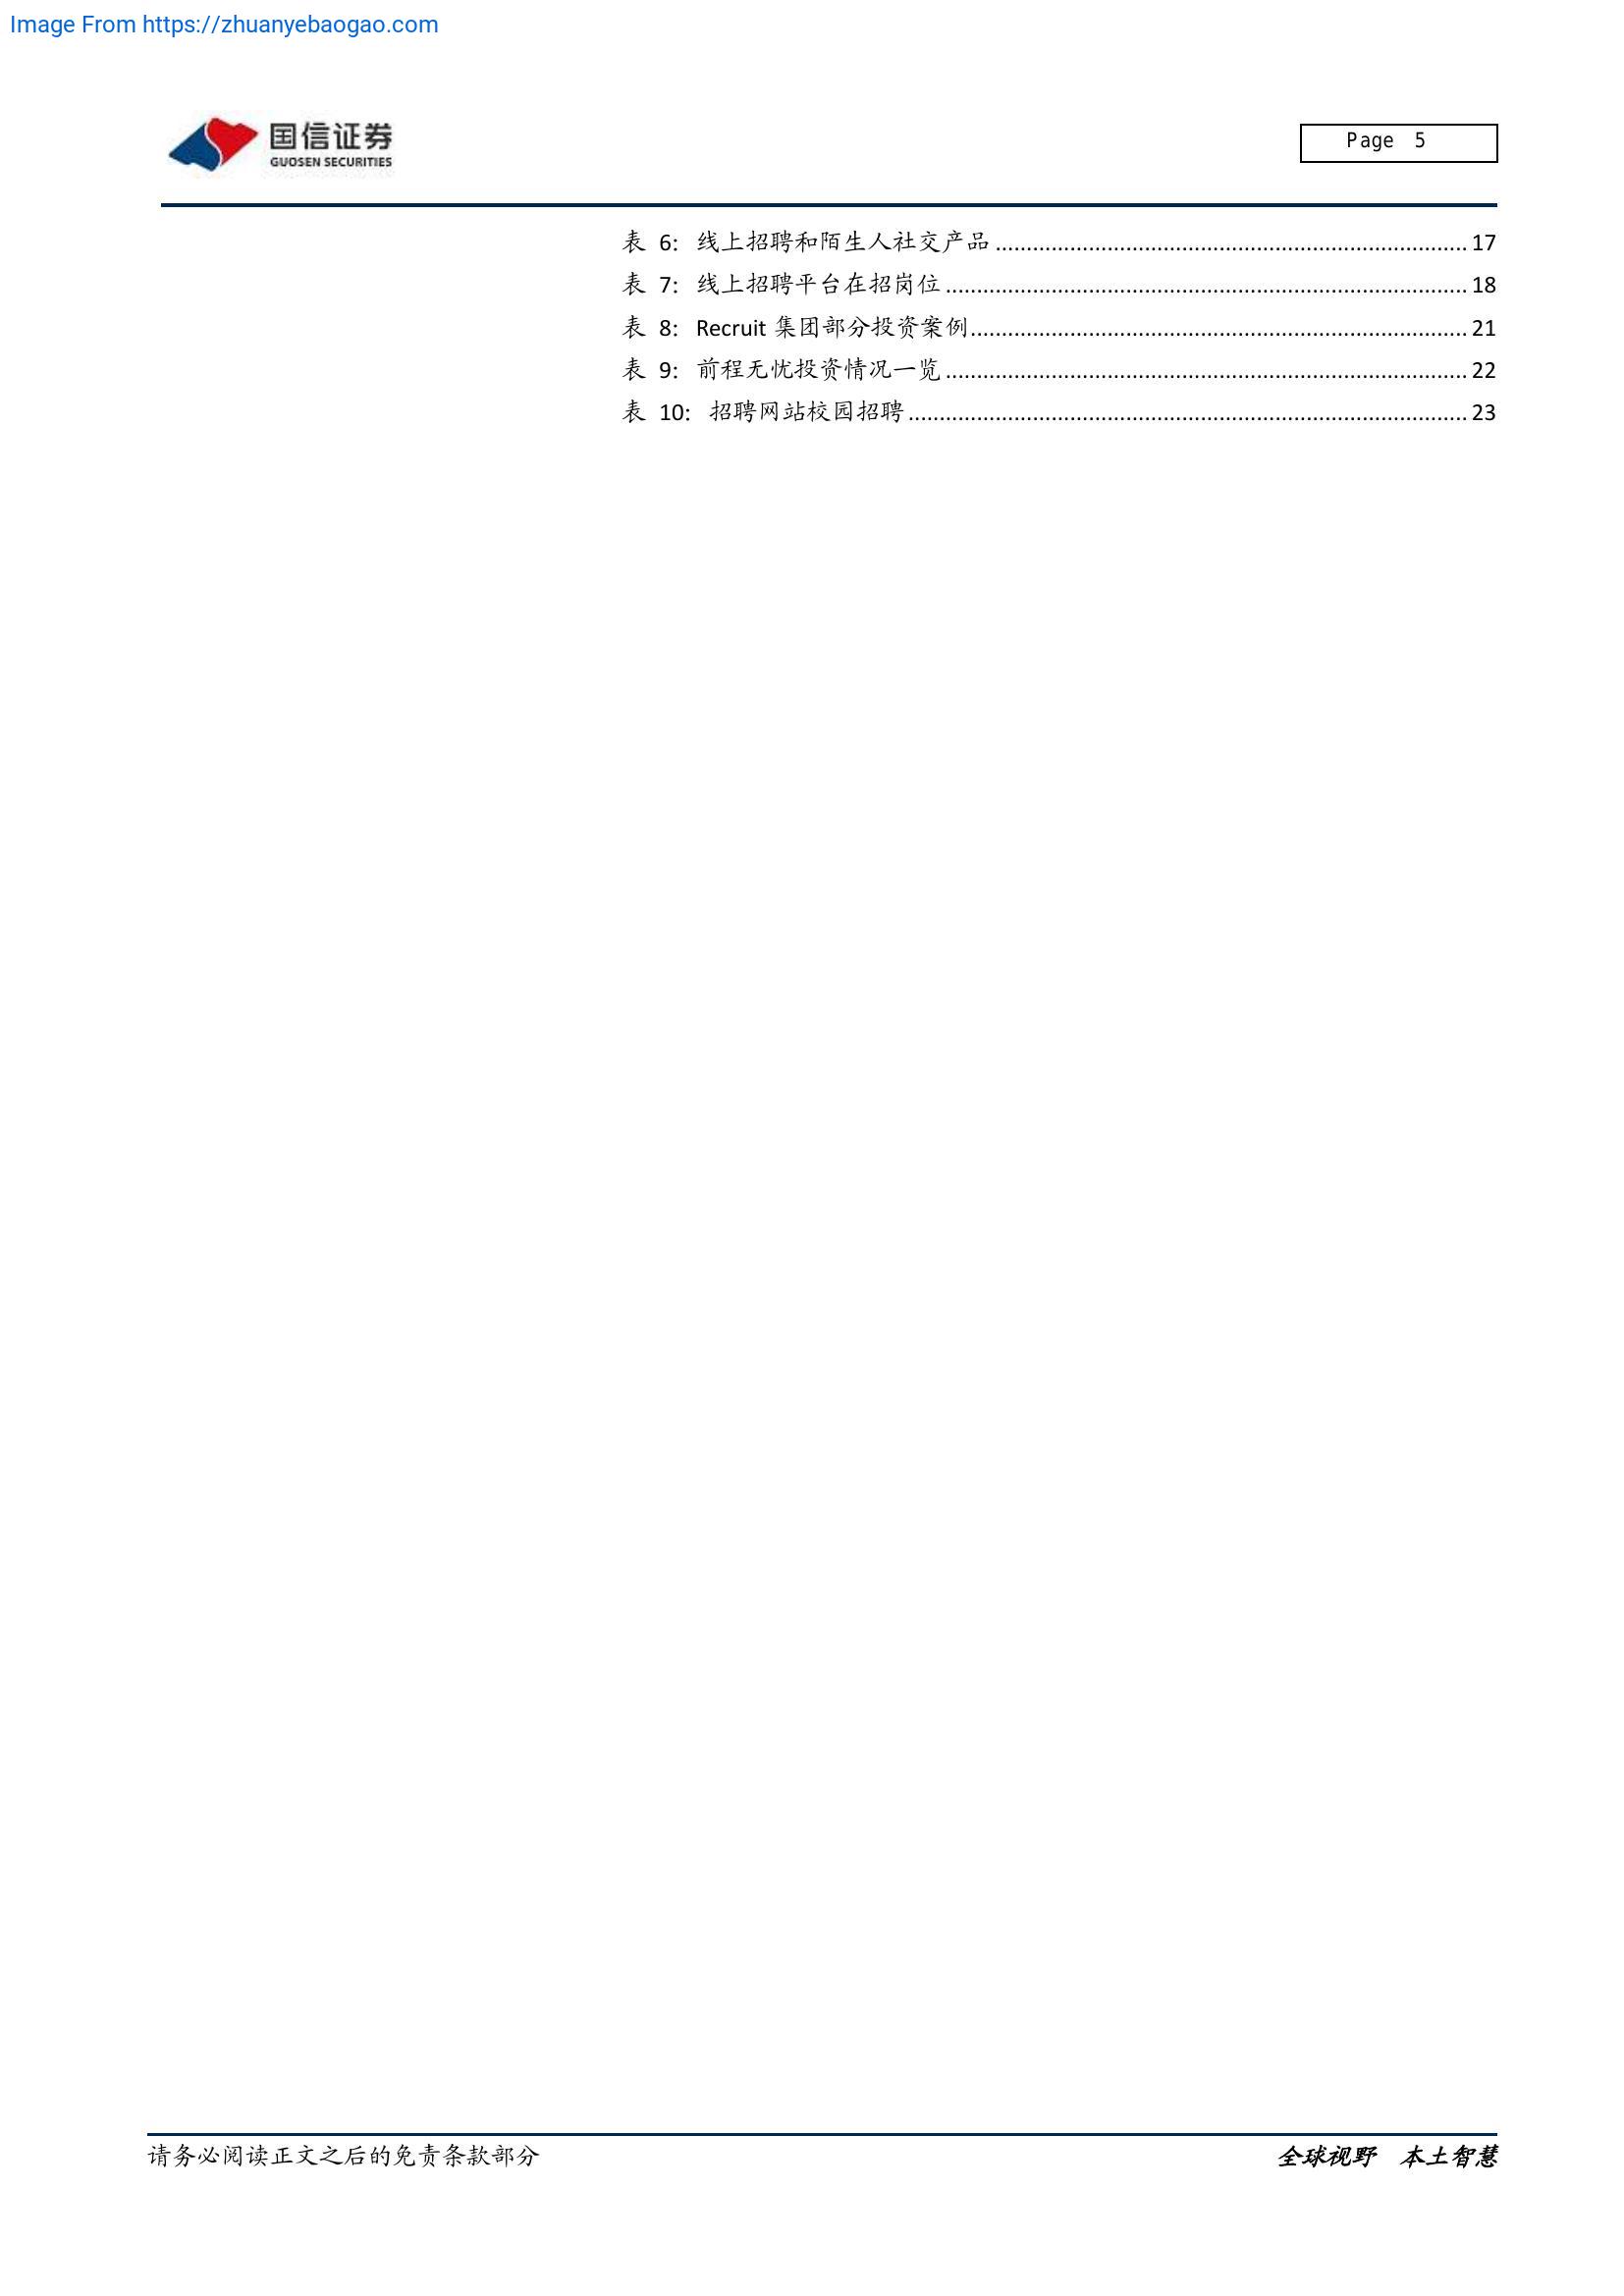 Image From https://zhuanyebaogao.com
国信证券
GUOSEN SECURITIES
Page 5
表 6: 线上招聘和陌生人社交产品 ............................................................................ 17
表 7: 线上招聘平台在招岗位 .................................................................................... 18
表 8: Recruit 集团部分投资案例................................................................................ 21
表 9: 前程无忧投资情况一览 .................................................................................... 22
表 10: 招聘网站校园招聘 .......................................................................................... 23
请务必阅读正文之后的免责条款部分
全球视野 本土智慧